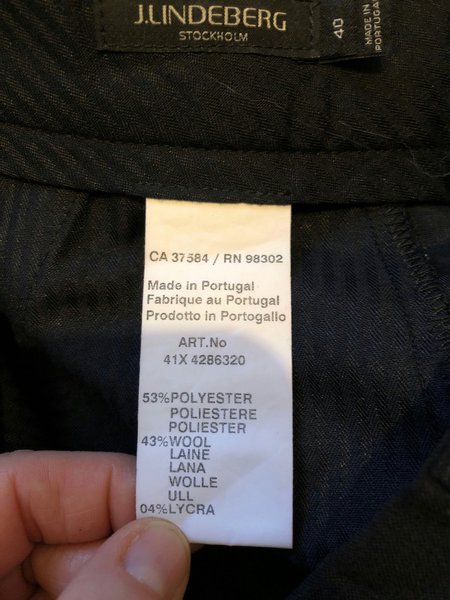 J.LINDEBERG
STOCKHOLM
40
MADE IN
PORTUGAL
CA 37584 / RN 98302
Made in Portugal
Fabrique au Portugal
Prodotto in Portogallo
ART.No
41X 4286320
53%POLYESTER
POLIESTERE
POLIESTER
43%WOOL
LAINE
LANA
WOLLE
ULL
04%LYCRA